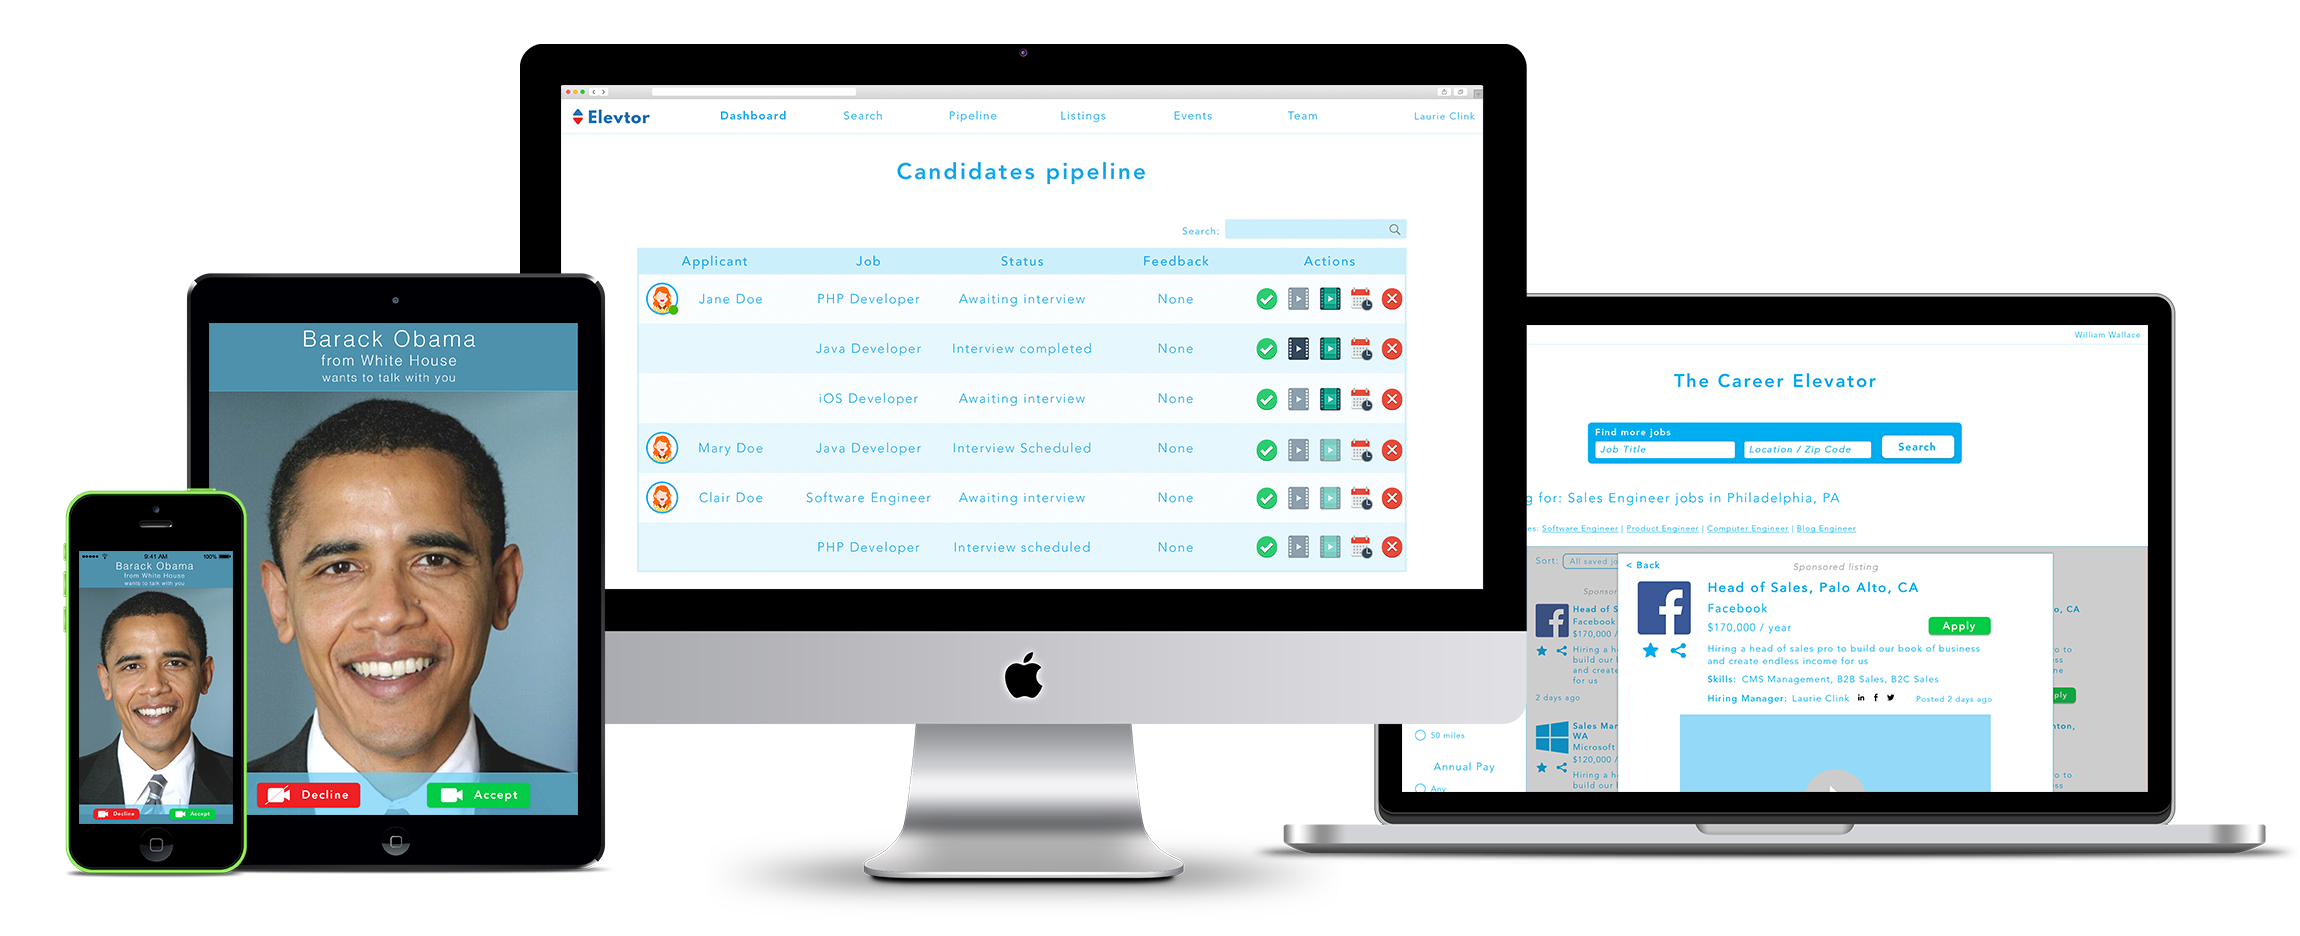 Elevtor
Dashboard
Search
Pipeline
Listings
Events
Team
Laurie Clink
Candidates pipeline
Search:
Applicant Job Status Feedback Actions
Jane Doe PHP Developer Awaiting interview None
Java Developer Interview completed None
iOS Developer Awaiting interview None
Mary Doe Java Developer Interview Scheduled None
Clair Doe Software Engineer Awaiting interview None
PHP Developer Interview scheduled None
Barack Obama
from White House
wants to talk with you
Decline
Accept
9:41 AM 100%
Barack Obama
from White House
wants to talk with you
Decline
Accept
William Wallace
The Career Elevator
Find more jobs
Job Title
Location / Zip Code
Search
g for: Sales Engineer jobs in Philadelphia, PA
es: Software Engineer | Product Engineer | Computer Engineer | Blog Engineer
Sort: All saved jo
50 miles
Annual Pay
Any
Sponsor
Head of S
Facebook
$170,000 /
Hiring a he
build our b
and create
for us
2 days ago
Sales Man
WA
Microsoft
$120,000 /
Hiring a he
build our b
< Back
Sponsored listing
Head of Sales, Palo Alto, CA
Facebook
$170,000 / year
Apply
Hiring a head of sales pro to build our book of business
and create endless income for us
Skills: CMS Management, B2B Sales, B2C Sales
Hiring Manager: Laurie Clink
Posted 2 days ago
o, CA
ro to
ess
ply
ton,
ro to
ess